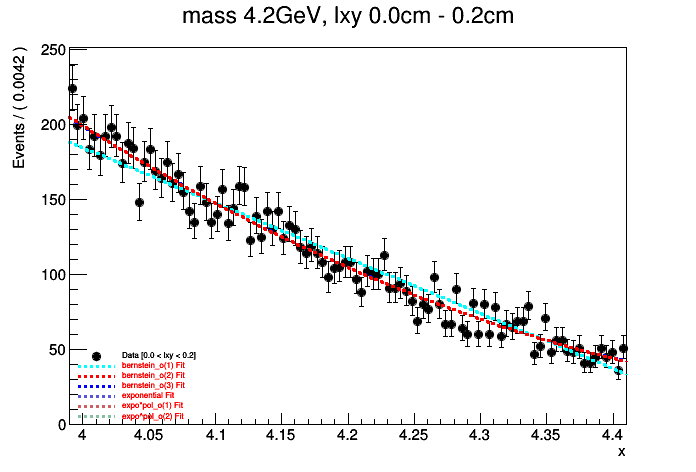 mass 4.2GeV, lxy 0.0cm - 0.2cm
Events / ( 0.0042 )
250
200
150
100
50
0
Data [0.0 < lxy < 0.2]
bernstein_o(1) Fit
bernstein_o(2) Fit
bernstein_o(3) Fit
exponential Fit
expo*pol_o(1) Fit
expo*pol_o(2) Fit
4 4.05 4.1 4.15 4.2 4.25 4.3 4.35 4.4
x